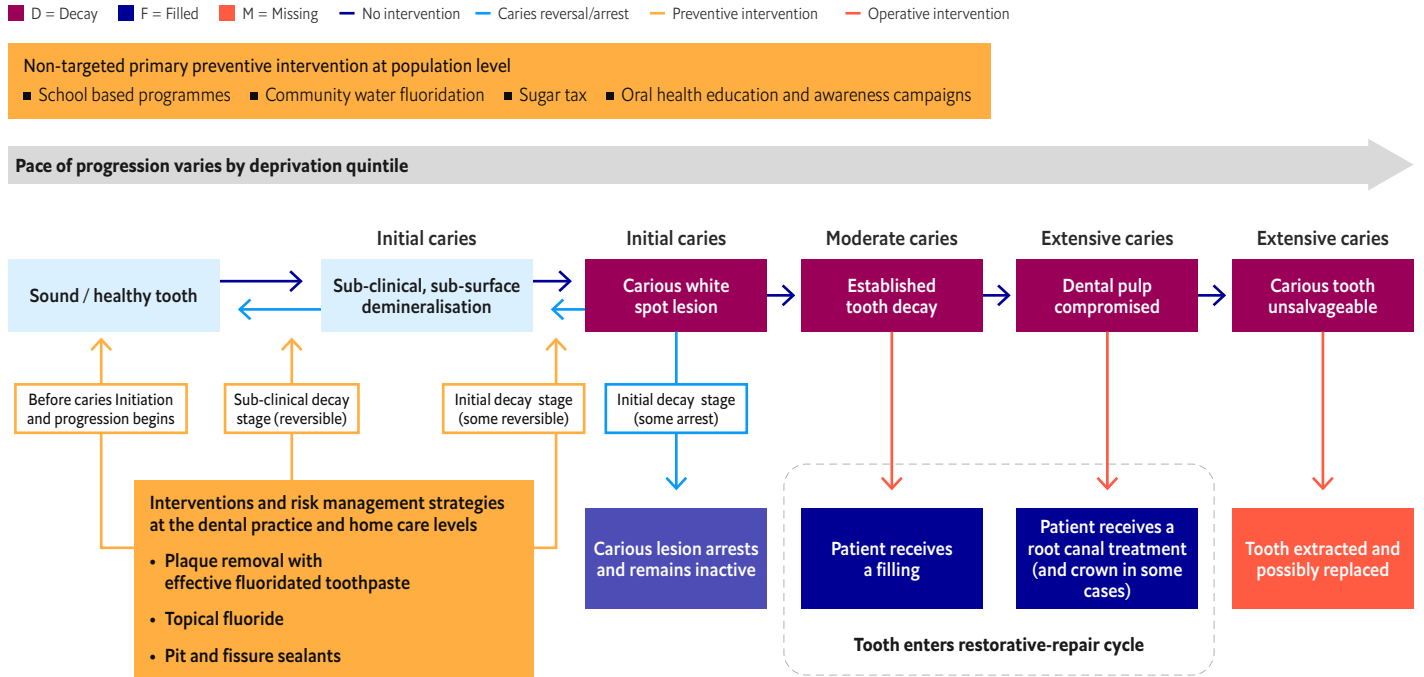 D = Decay F = Filled M = Missing No intervention Caries reversal/arrest Preventive intervention Operative intervention
Non-targeted primary preventive intervention at population level
▪ School based programmes ▪ Community water fluoridation ▪ Sugar tax ▪ Oral health education and awareness campaigns
Pace of progression varies by deprivation quintile
Initial caries
Initial caries
Moderate caries
Extensive caries
Extensive caries
Sound / healthy tooth
Sub-clinical, sub-surface
demineralisation
Carious white
spot lesion
Established
tooth decay
Dental pulp
compromised
Carious tooth
unsalvageable
Before caries Initiation
and progression begins
Sub-clinical decay
stage (reversible)
Initial decay stage
(some reversible)
Initial decay stage
(some arrest)
Interventions and risk management strategies
at the dental practice and home care levels
• Plaque removal with
effective fluoridated toothpaste
• Topical fluoride
• Pit and fissure sealants
Carious lesion arrests
and remains inactive
Patient receives
a filling
Patient receives a
root canal treatment
(and crown in some
cases)
Tooth extracted and
possibly replaced
Tooth enters restorative-repair cycle